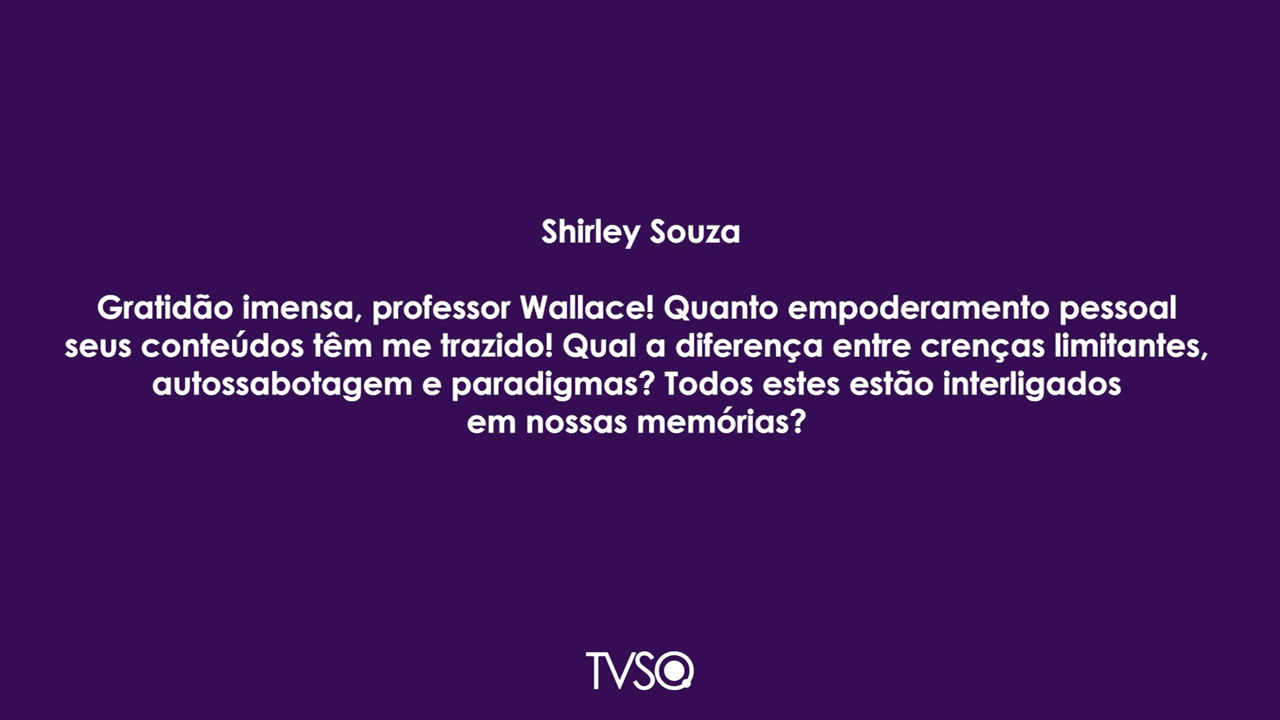 Shirley Souza
Gratidão imensa, professor Wallace! Quanto empoderamento pessoal
seus conteúdos têm me trazido! Qual a diferença entre crenças limitantes,
autossabotagem e paradigmas? Todos estes estão interligados
em nossas memórias?
TVSQ